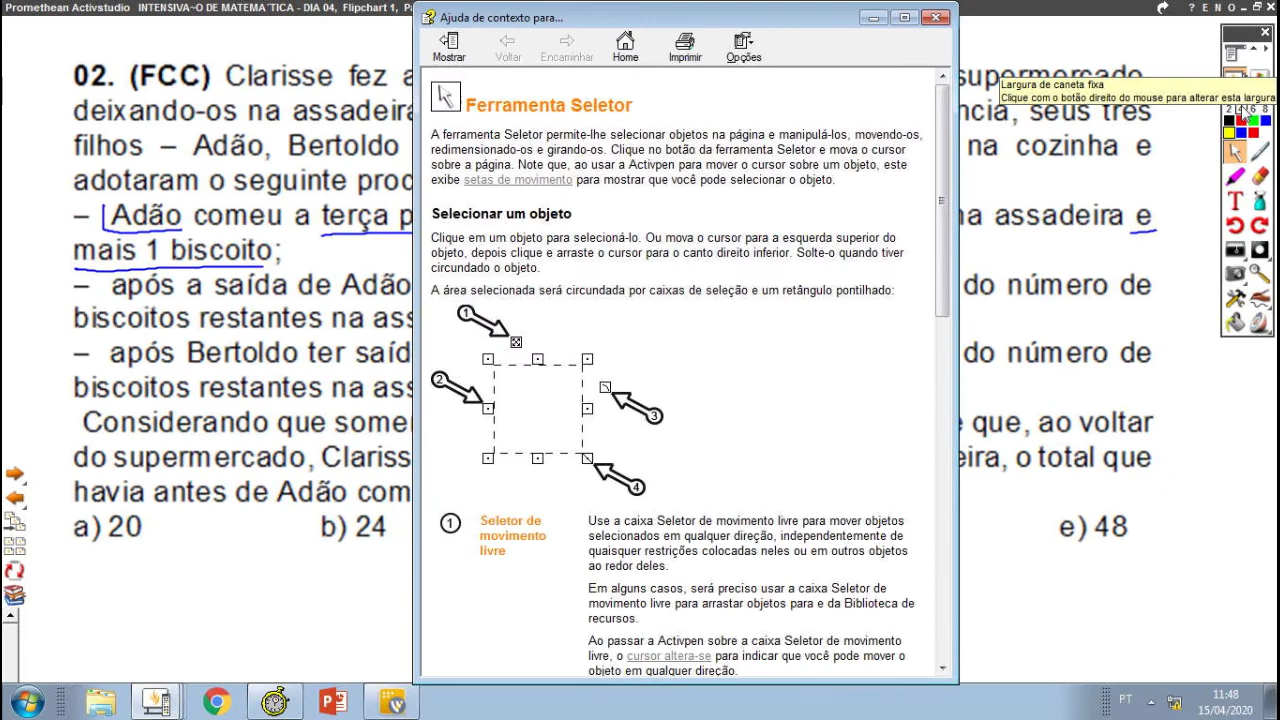 Promethean Activstudio INTENSIVA~O DE MATEMA´TICA - DIA 04, Flipchart 1, Pa
? E N O
Ajuda de contexto para...
Mostrar Voltar Encaminhar Home Imprimir Opções
Largura de caneta fixa
Clique com o botão direito do mouse para alterar esta largura
2 4 6 8
T
02. (FCC) Clarisse fez a
supermercado,
deixando-os na assadeira
ncia, seus três
filhos – Adão, Bertoldo
na cozinha e
adotaram o seguinte proc
– Adão comeu a terça p
na assadeira e
mais 1 biscoito;
– após a saída de Adão
do número de
biscoitos restantes na ass
– após Bertoldo ter saíd
do número de
biscoitos restantes na ass
Considerando que somen
e que, ao voltar
do supermercado, Clariss
eira, o total que
havia antes de Adão com
a) 20 b) 24 e) 48
Ferramenta Seletor
A ferramenta Seletor permite-lhe selecionar objetos na página e manipulá-los, movendo-os,
redimensionado-os e girando-os. Clique no botão da ferramenta Seletor e mova o cursor
sobre a página. Note que, ao usar a Activpen para mover o cursor sobre um objeto, este
exibe setas de movimento para mostrar que você pode selecionar o objeto.
Selecionar um objeto
Clique em um objeto para selecioná-lo. Ou mova o cursor para a esquerda superior do
objeto, depois clique e arraste o cursor para o canto direito inferior. Solte-o quando tiver
circundado o objeto.
A área selecionada será circundada por caixas de seleção e um retângulo pontilhado:
1
2
3
4
1 Seletor de
movimento
livre
Use a caixa Seletor de movimento livre para mover objetos
selecionados em qualquer direção, independentemente de
quaisquer restrições colocadas neles ou em outros objetos
ao redor deles.
Em alguns casos, será preciso usar a caixa Seletor de
movimento livre para arrastar objetos para e da Biblioteca de
recursos.
Ao passar a Activpen sobre a caixa Seletor de movimento
livre, o cursor altera-se para indicar que você pode mover o
objeto em qualquer direção.
PT
11:48
15/04/2020